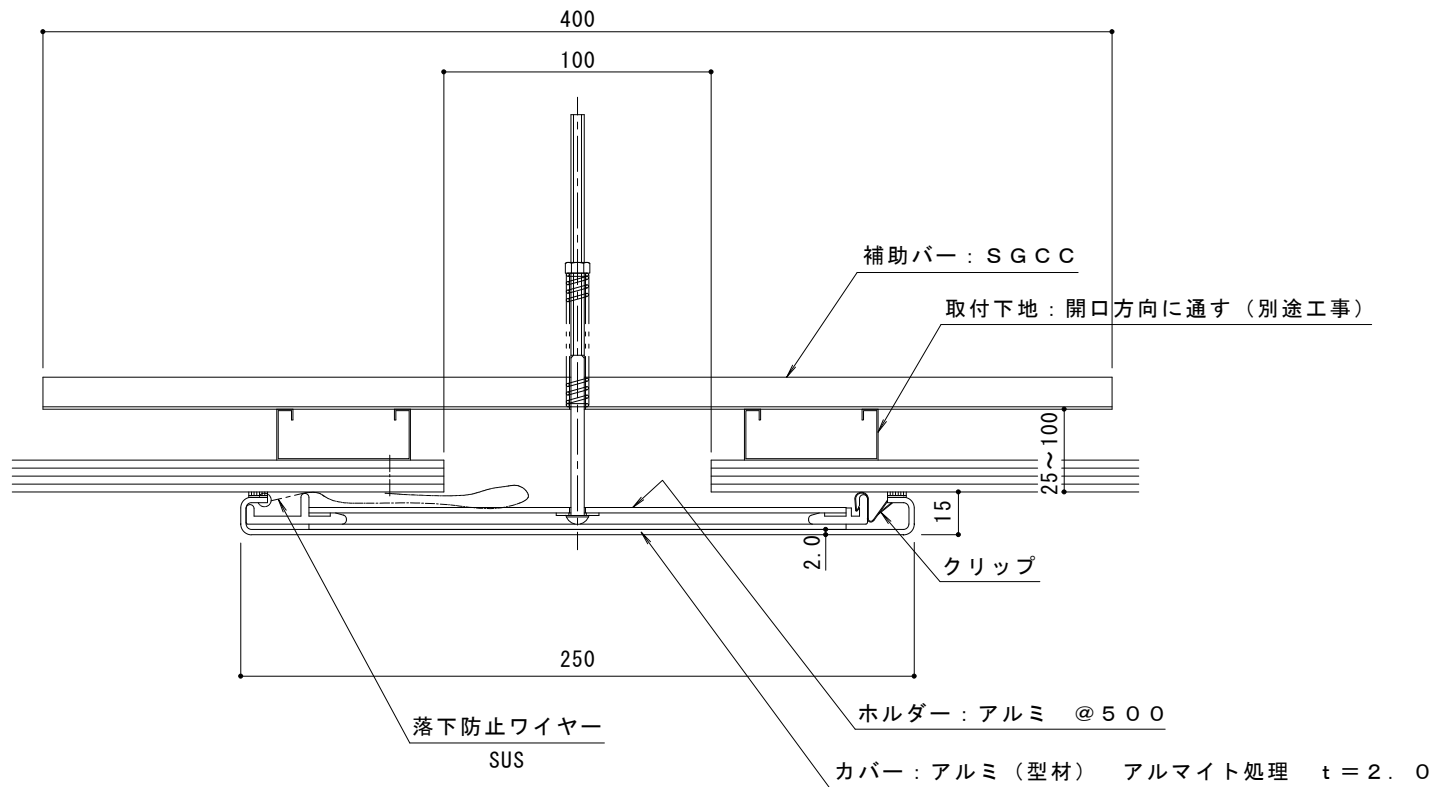 400
100
補助バー：ＳＧＣＣ
取付下地：開口方向に通す（別途工事）
25～100
15
2.0
クリップ
250
ホルダー：アルミ　＠５００
落下防止ワイヤー
SUS
カバー：アルミ（型材）　アルマイト処理　ｔ＝２．０